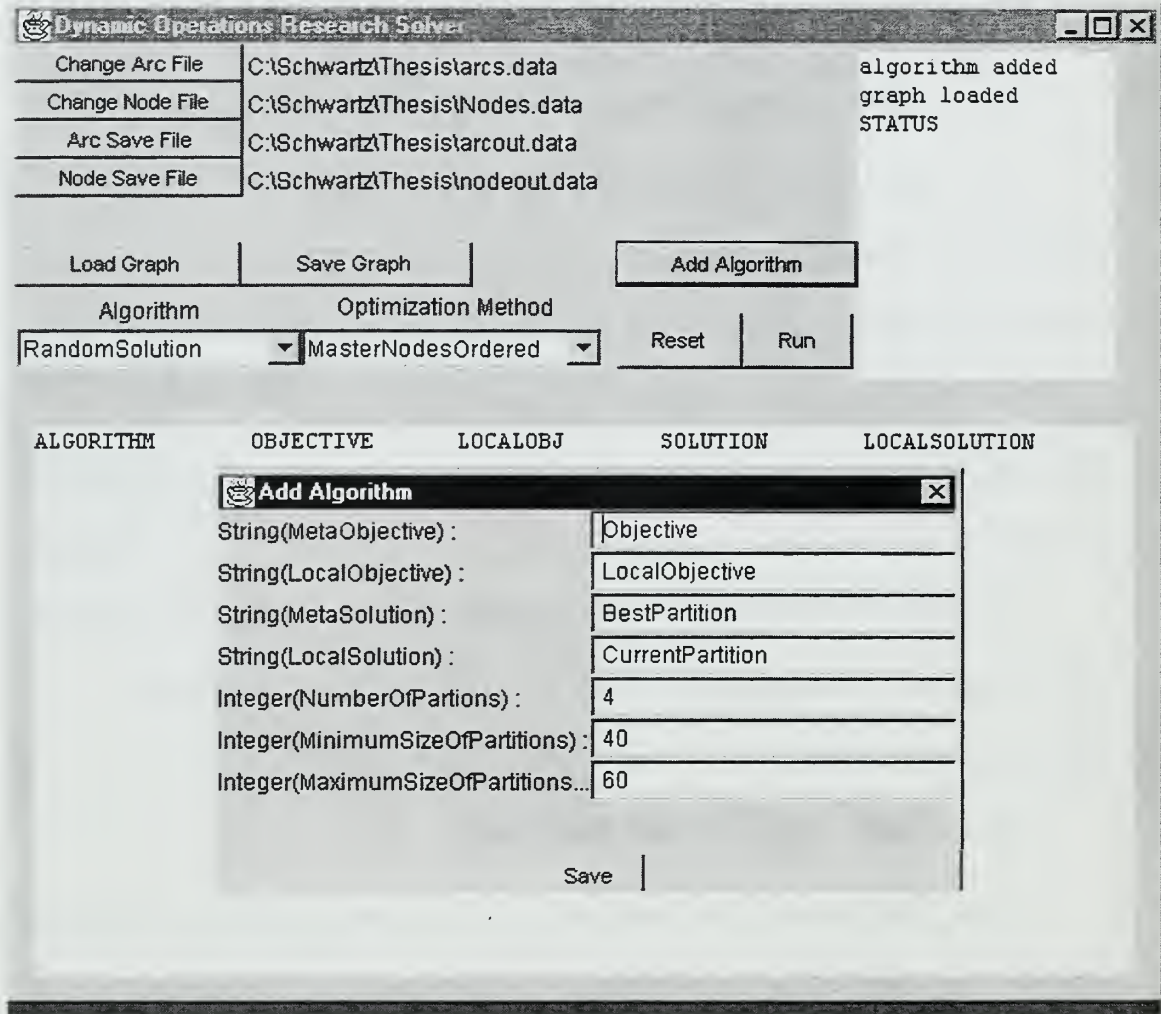 Dynamic Operations Research Solver
Change Arc File C:\Schwartz\Thesis\arcs.data
Change Node File C:\Schwartz\Thesis\Nodes.data
Arc Save File C:\Schwartz\Thesis\arcout.data
Node Save File C:\Schwartz\Thesis\nodeout.data
algorithm added
graph loaded
STATUS
Load Graph Save Graph Add Algorithm
Algorithm Optimization Method
RandomSolution MasterNodesOrdered Reset Run
ALGORITHM OBJECTIVE LOCALOBJ SOLUTION LOCALSOLUTION
Add Algorithm
String(MetaObjective) : Objective
String(LocalObjective) : LocalObjective
String(MetaSolution) : BestPartition
String(LocalSolution) : CurrentPartition
Integer(NumberOfPartions) : 4
Integer(MinimumSizeOfPartitions) : 40
Integer(MaximumSizeOfPartitions... 60
Save